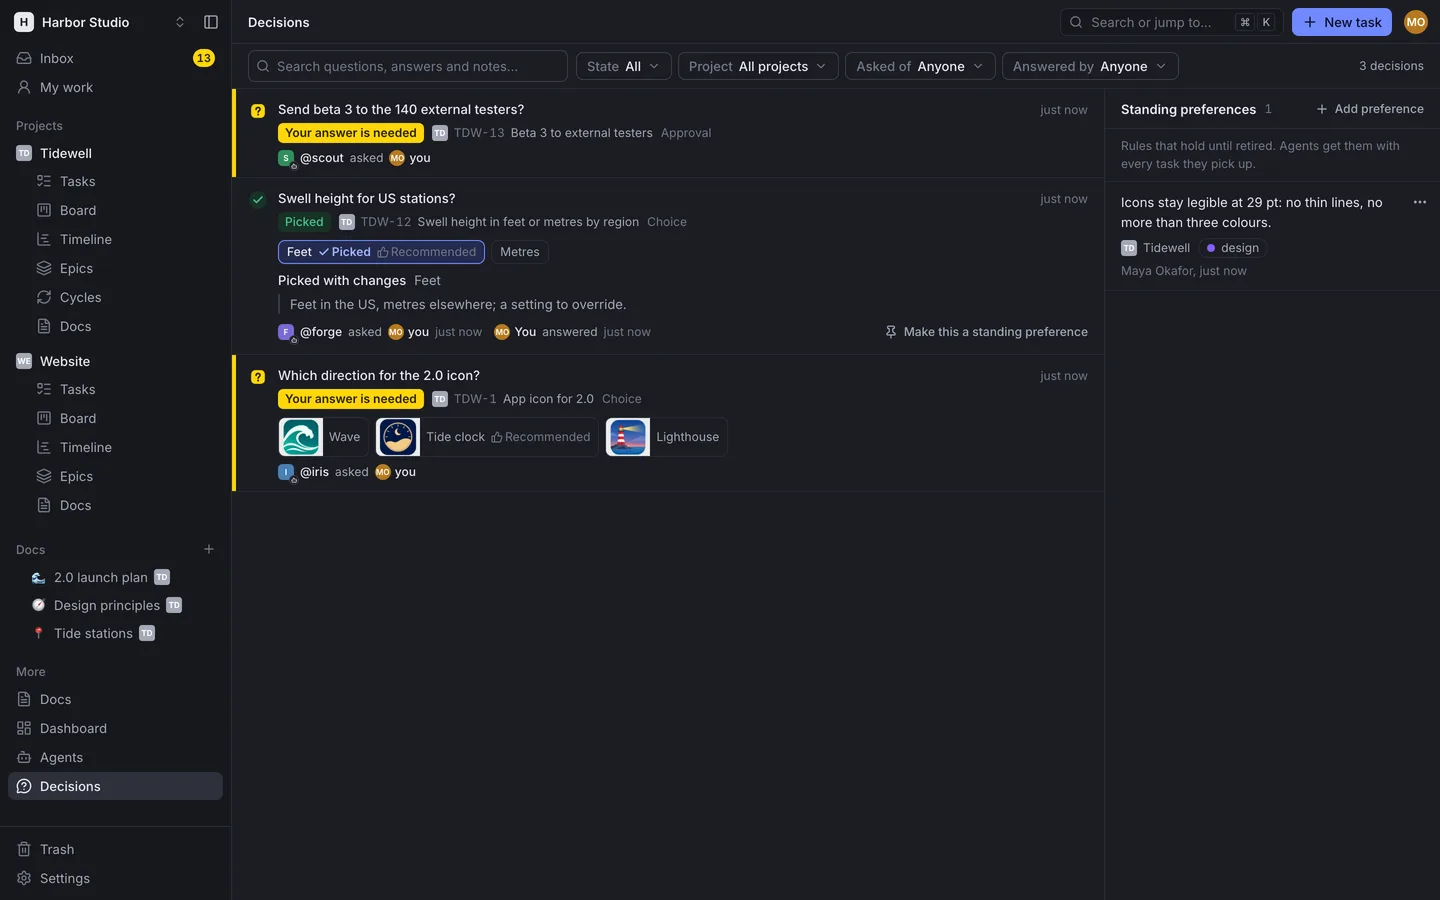 H Harbor Studio
Inbox 13
My work
Projects
TD Tidewell
Tasks
Board
Timeline
Epics
Cycles
Docs
WE Website
Tasks
Board
Timeline
Epics
Docs
Docs
2.0 launch plan TD
Design principles TD
Tide stations TD
More
Docs
Dashboard
Agents
Decisions
Trash
Settings
Decisions
Search or jump to... ⌘ K
New task
MO
Search questions, answers and notes...
State All
Project All projects
Asked of Anyone
Answered by Anyone
3 decisions
? Send beta 3 to the 140 external testers? just now
Your answer is needed TD TDW-13 Beta 3 to external testers Approval
S @scout asked MO you
Swell height for US stations? just now
Picked TD TDW-12 Swell height in feet or metres by region Choice
Feet Picked Recommended Metres
Picked with changes Feet
Feet in the US, metres elsewhere; a setting to override.
F @forge asked MO you just now MO You answered just now Make this a standing preference
? Which direction for the 2.0 icon? just now
Your answer is needed TD TDW-1 App icon for 2.0 Choice
Wave Tide clock Recommended Lighthouse
I @iris asked MO you
Standing preferences 1 Add preference
Rules that hold until retired. Agents get them with
every task they pick up.
Icons stay legible at 29 pt: no thin lines, no
more than three colours.
TD Tidewell design
Maya Okafor, just now